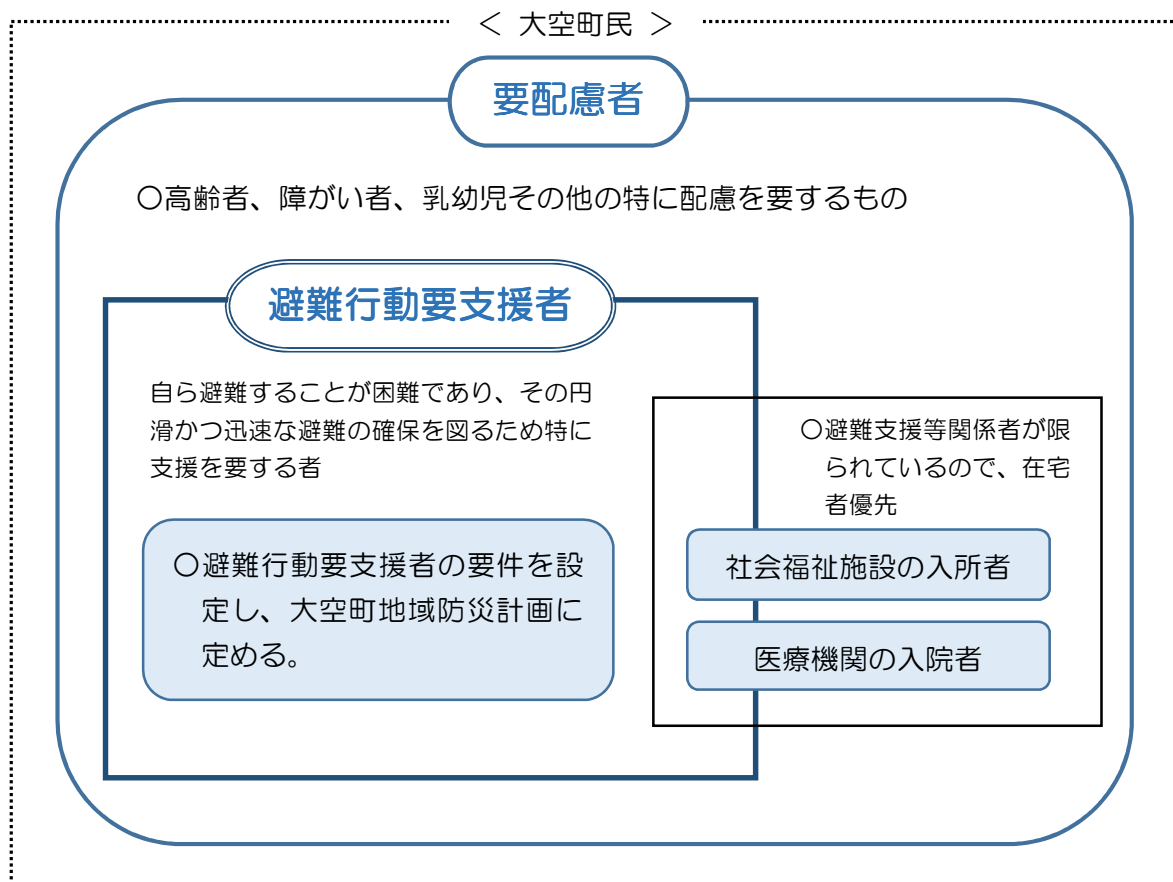 ＜ 大空町民 ＞
要配慮者
〇高齢者、障がい者、乳幼児その他の特に配慮を要するもの
避難行動要支援者
自ら避難することが困難であり、その円
滑かつ迅速な避難の確保を図るため特に
支援を要する者
〇避難支援等関係者が限
られているので、在宅
者優先
〇避難行動要支援者の要件を設
定し、大空町地域防災計画に
定める。
社会福祉施設の入所者
医療機関の入院者